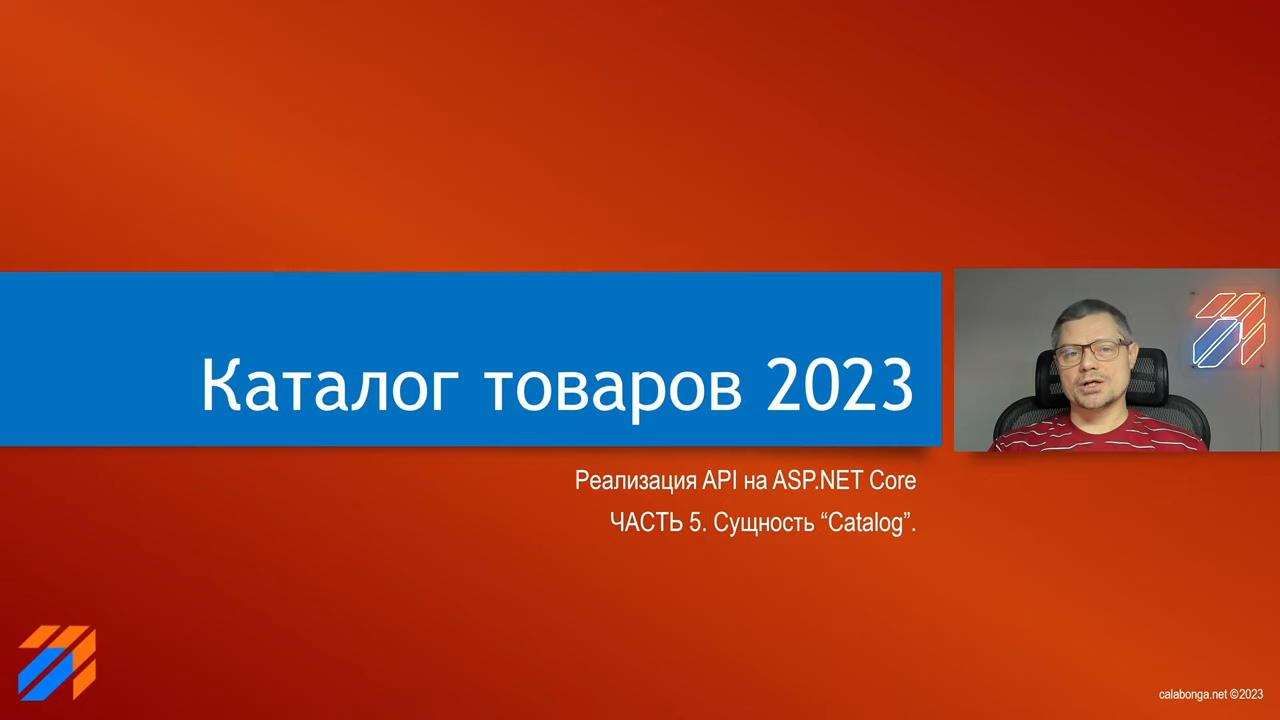 Каталог товаров 2023
Реализация API на ASP.NET Core
ЧАСТЬ 5. Сущность “Catalog”.
calabonga.net ©2023